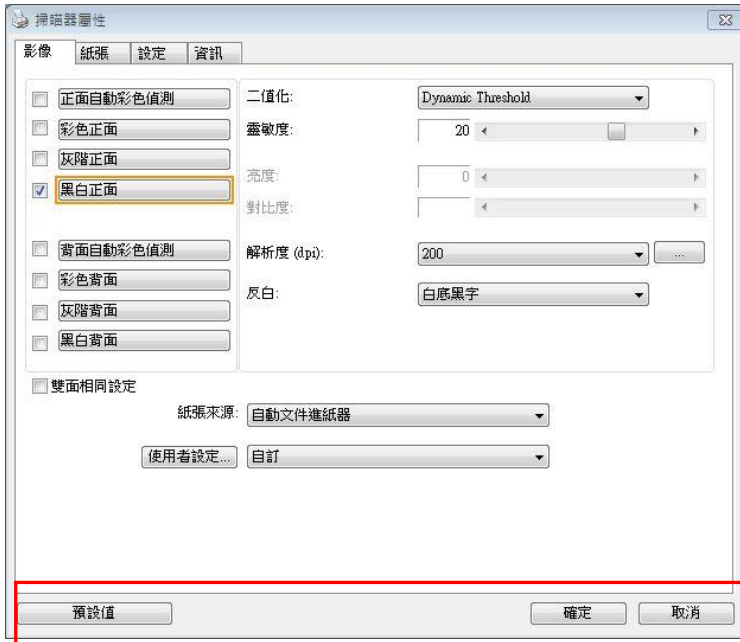 掃瞄器屬性
影像 紙張 設定 資訊
正面自動彩色偵測
彩色正面
灰階正面
黑白正面
背面自動彩色偵測
彩色背面
灰階背面
黑白背面
二值化: Dynamic Threshold
靈敏度: 20
亮度: 0
對比度:
解析度 (dpi): 200 ...
反白: 白底黑字
雙面相同設定
紙張來源: 自動文件進紙器
使用者設定... 自訂
預設值 確定 取消